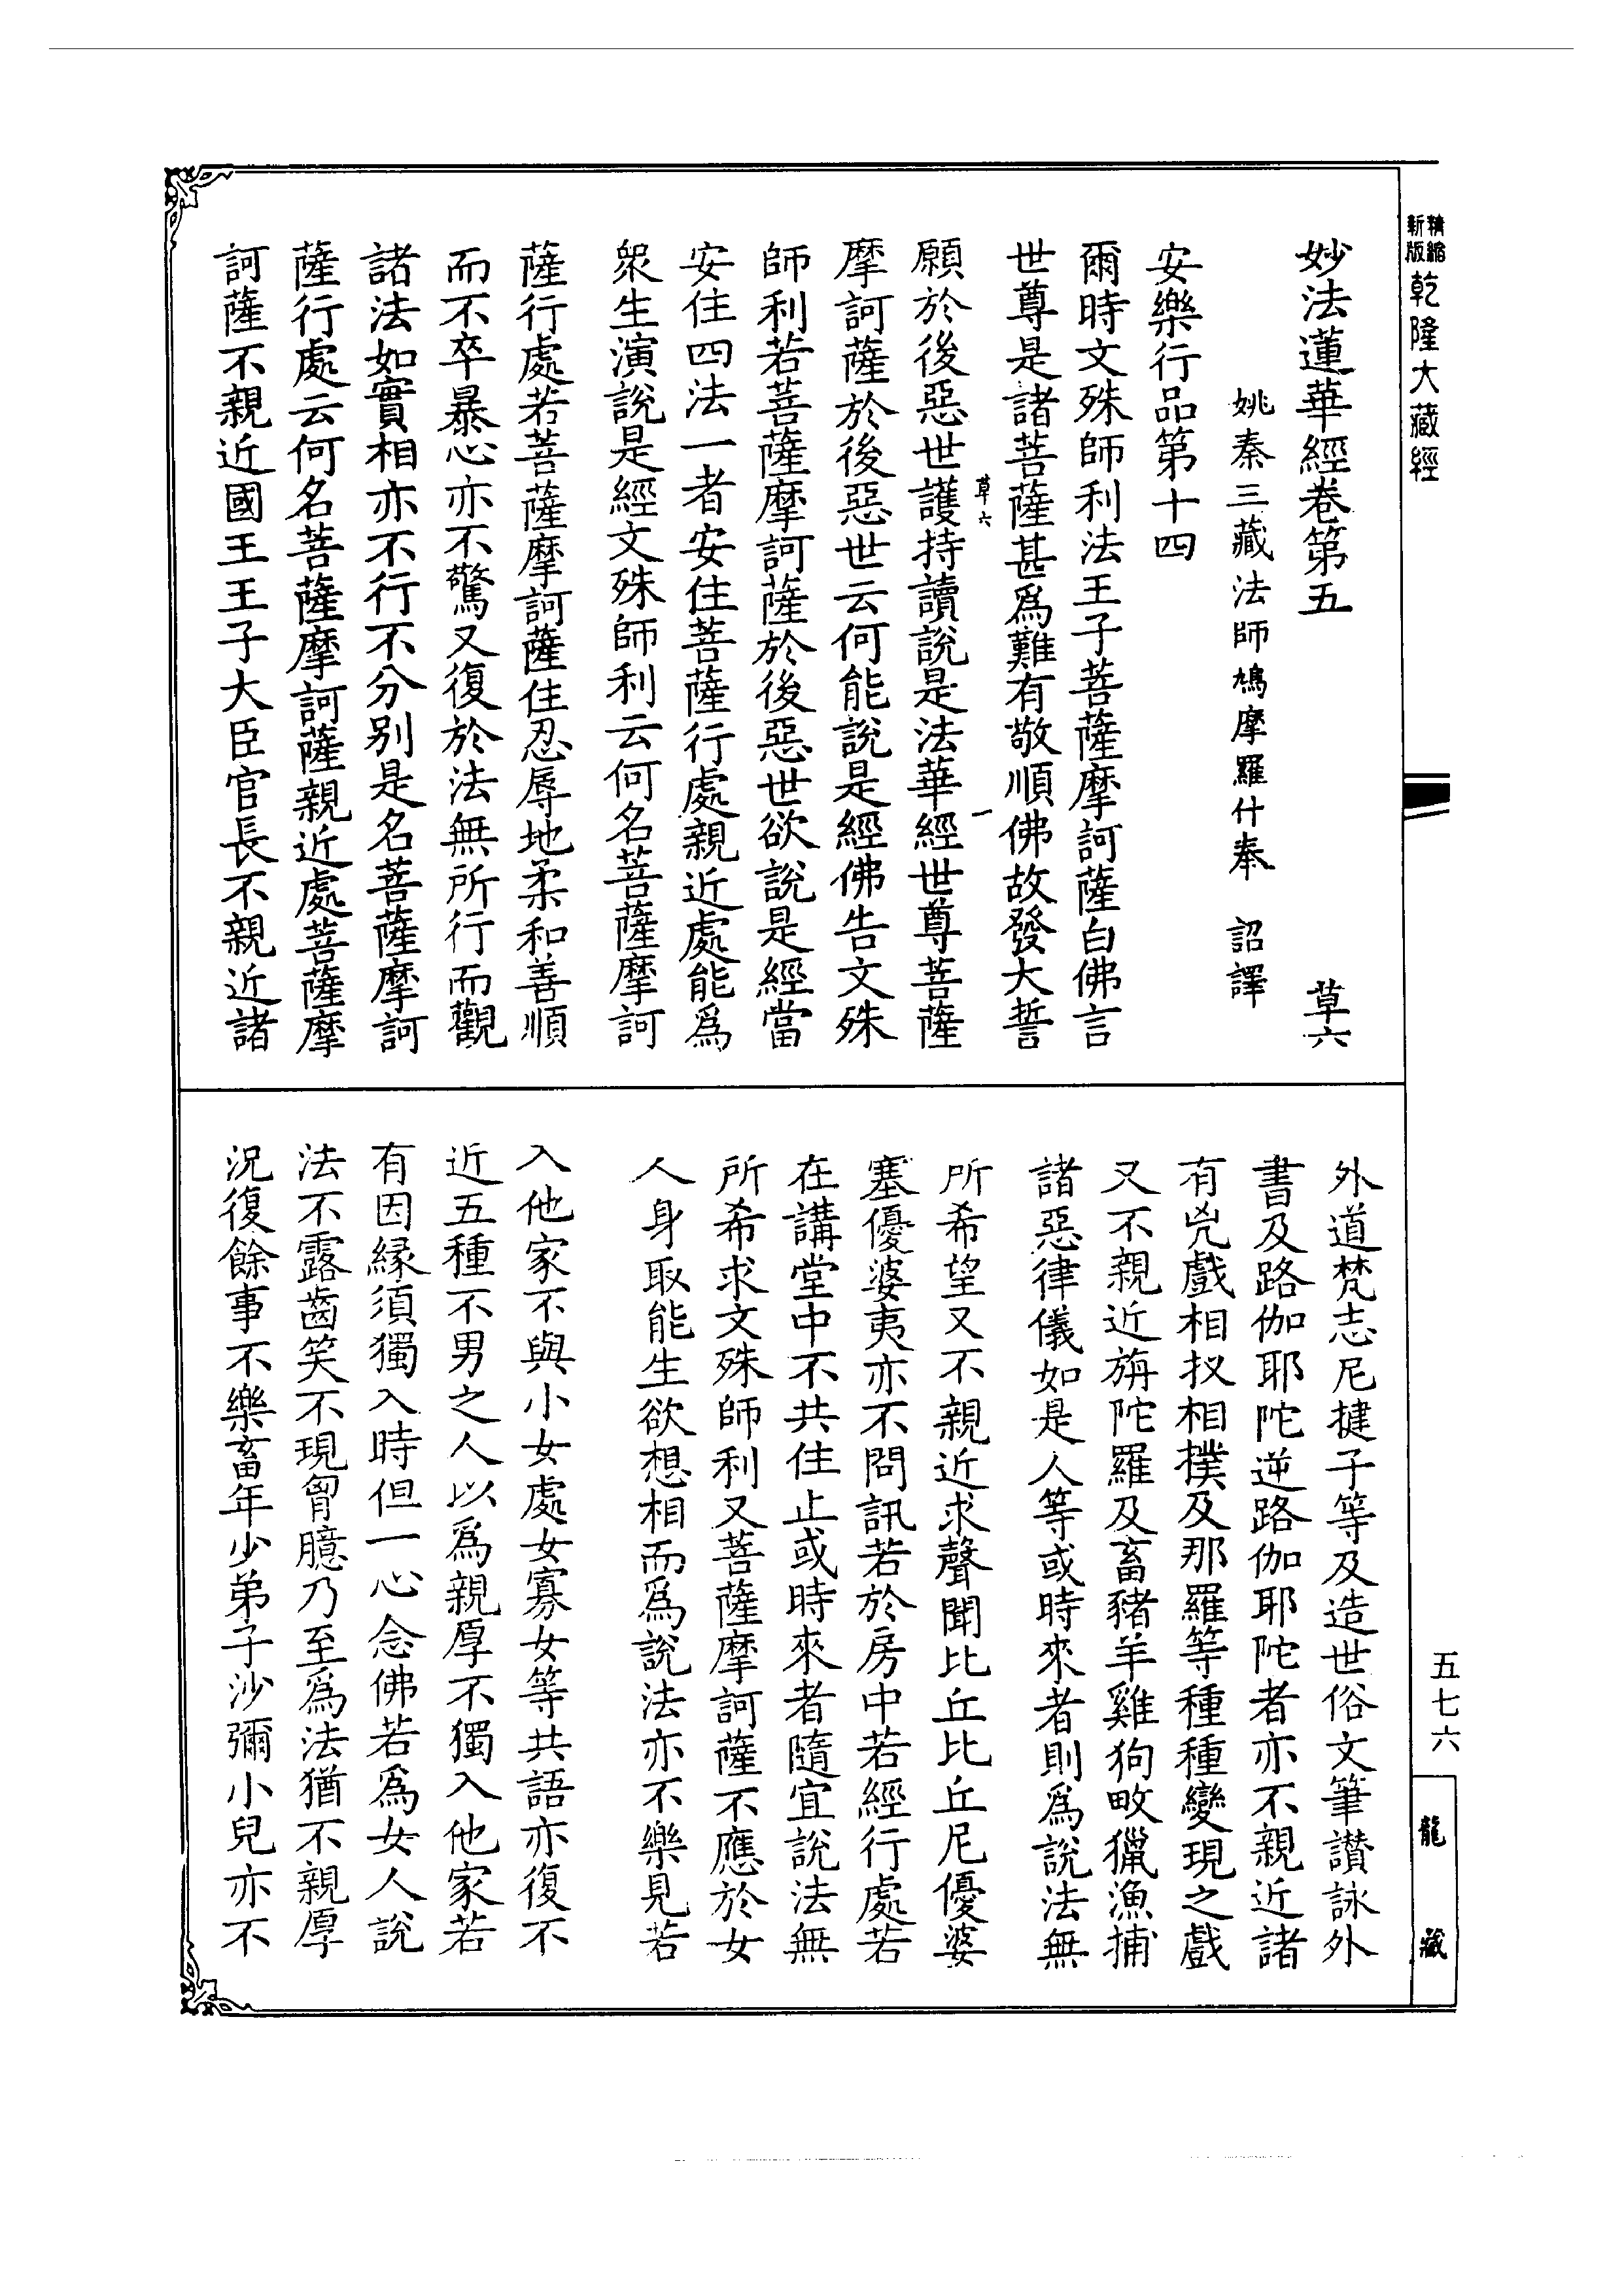 精縮
新版
乾隆大藏經
妙法蓮華經卷第五
草六
姚秦三藏法師鳩摩羅什奉 詔譯
安樂行品第十四
爾時文殊師利法王子菩薩摩訶薩白佛言
世尊是諸菩薩甚爲難有敬順佛故發大誓
草六 一
願於後惡世護持讀說是法華經世尊菩薩
摩訶薩於後惡世云何能說是經佛告文殊
師利若菩薩摩訶薩於後惡世欲說是經當
安住四法一者安住菩薩行處親近處能爲
衆生演說是經文殊師利云何名菩薩摩訶
薩行處若菩薩摩訶薩住忍辱地柔和善順
而不卒暴心亦不驚又復於法無所行而觀
諸法如實相亦不行不分別是名菩薩摩訶
薩行處云何名菩薩摩訶薩親近處菩薩摩
訶薩不親近國王王子大臣官長不親近諸
外道梵志尼揵子等及造世俗文筆讚詠外
書及路伽耶陀逆路伽耶陀者亦不親近諸
有兇戲相扠相撲及那羅等種種變現之戲
又不親近旃陀羅及畜豬羊雞狗畋獵漁捕
諸惡律儀如是人等或時來者則爲說法無
所希望又不親近求聲聞比丘比丘尼優婆
塞優婆夷亦不問訊若於房中若經行處若
在講堂中不共住止或時來者隨宜說法無
所希求文殊師利又菩薩摩訶薩不應於女
人身取能生欲想相而爲說法亦不樂見若
入他家不與小女處女寡女等共語亦復不
近五種不男之人以爲親厚不獨入他家若
有因緣須獨入時但一心念佛若爲女人說
法不露齒笑不現胷臆乃至爲法猶不親厚
況復餘事不樂畜年少弟子沙彌小兒亦不
五七六
龍藏